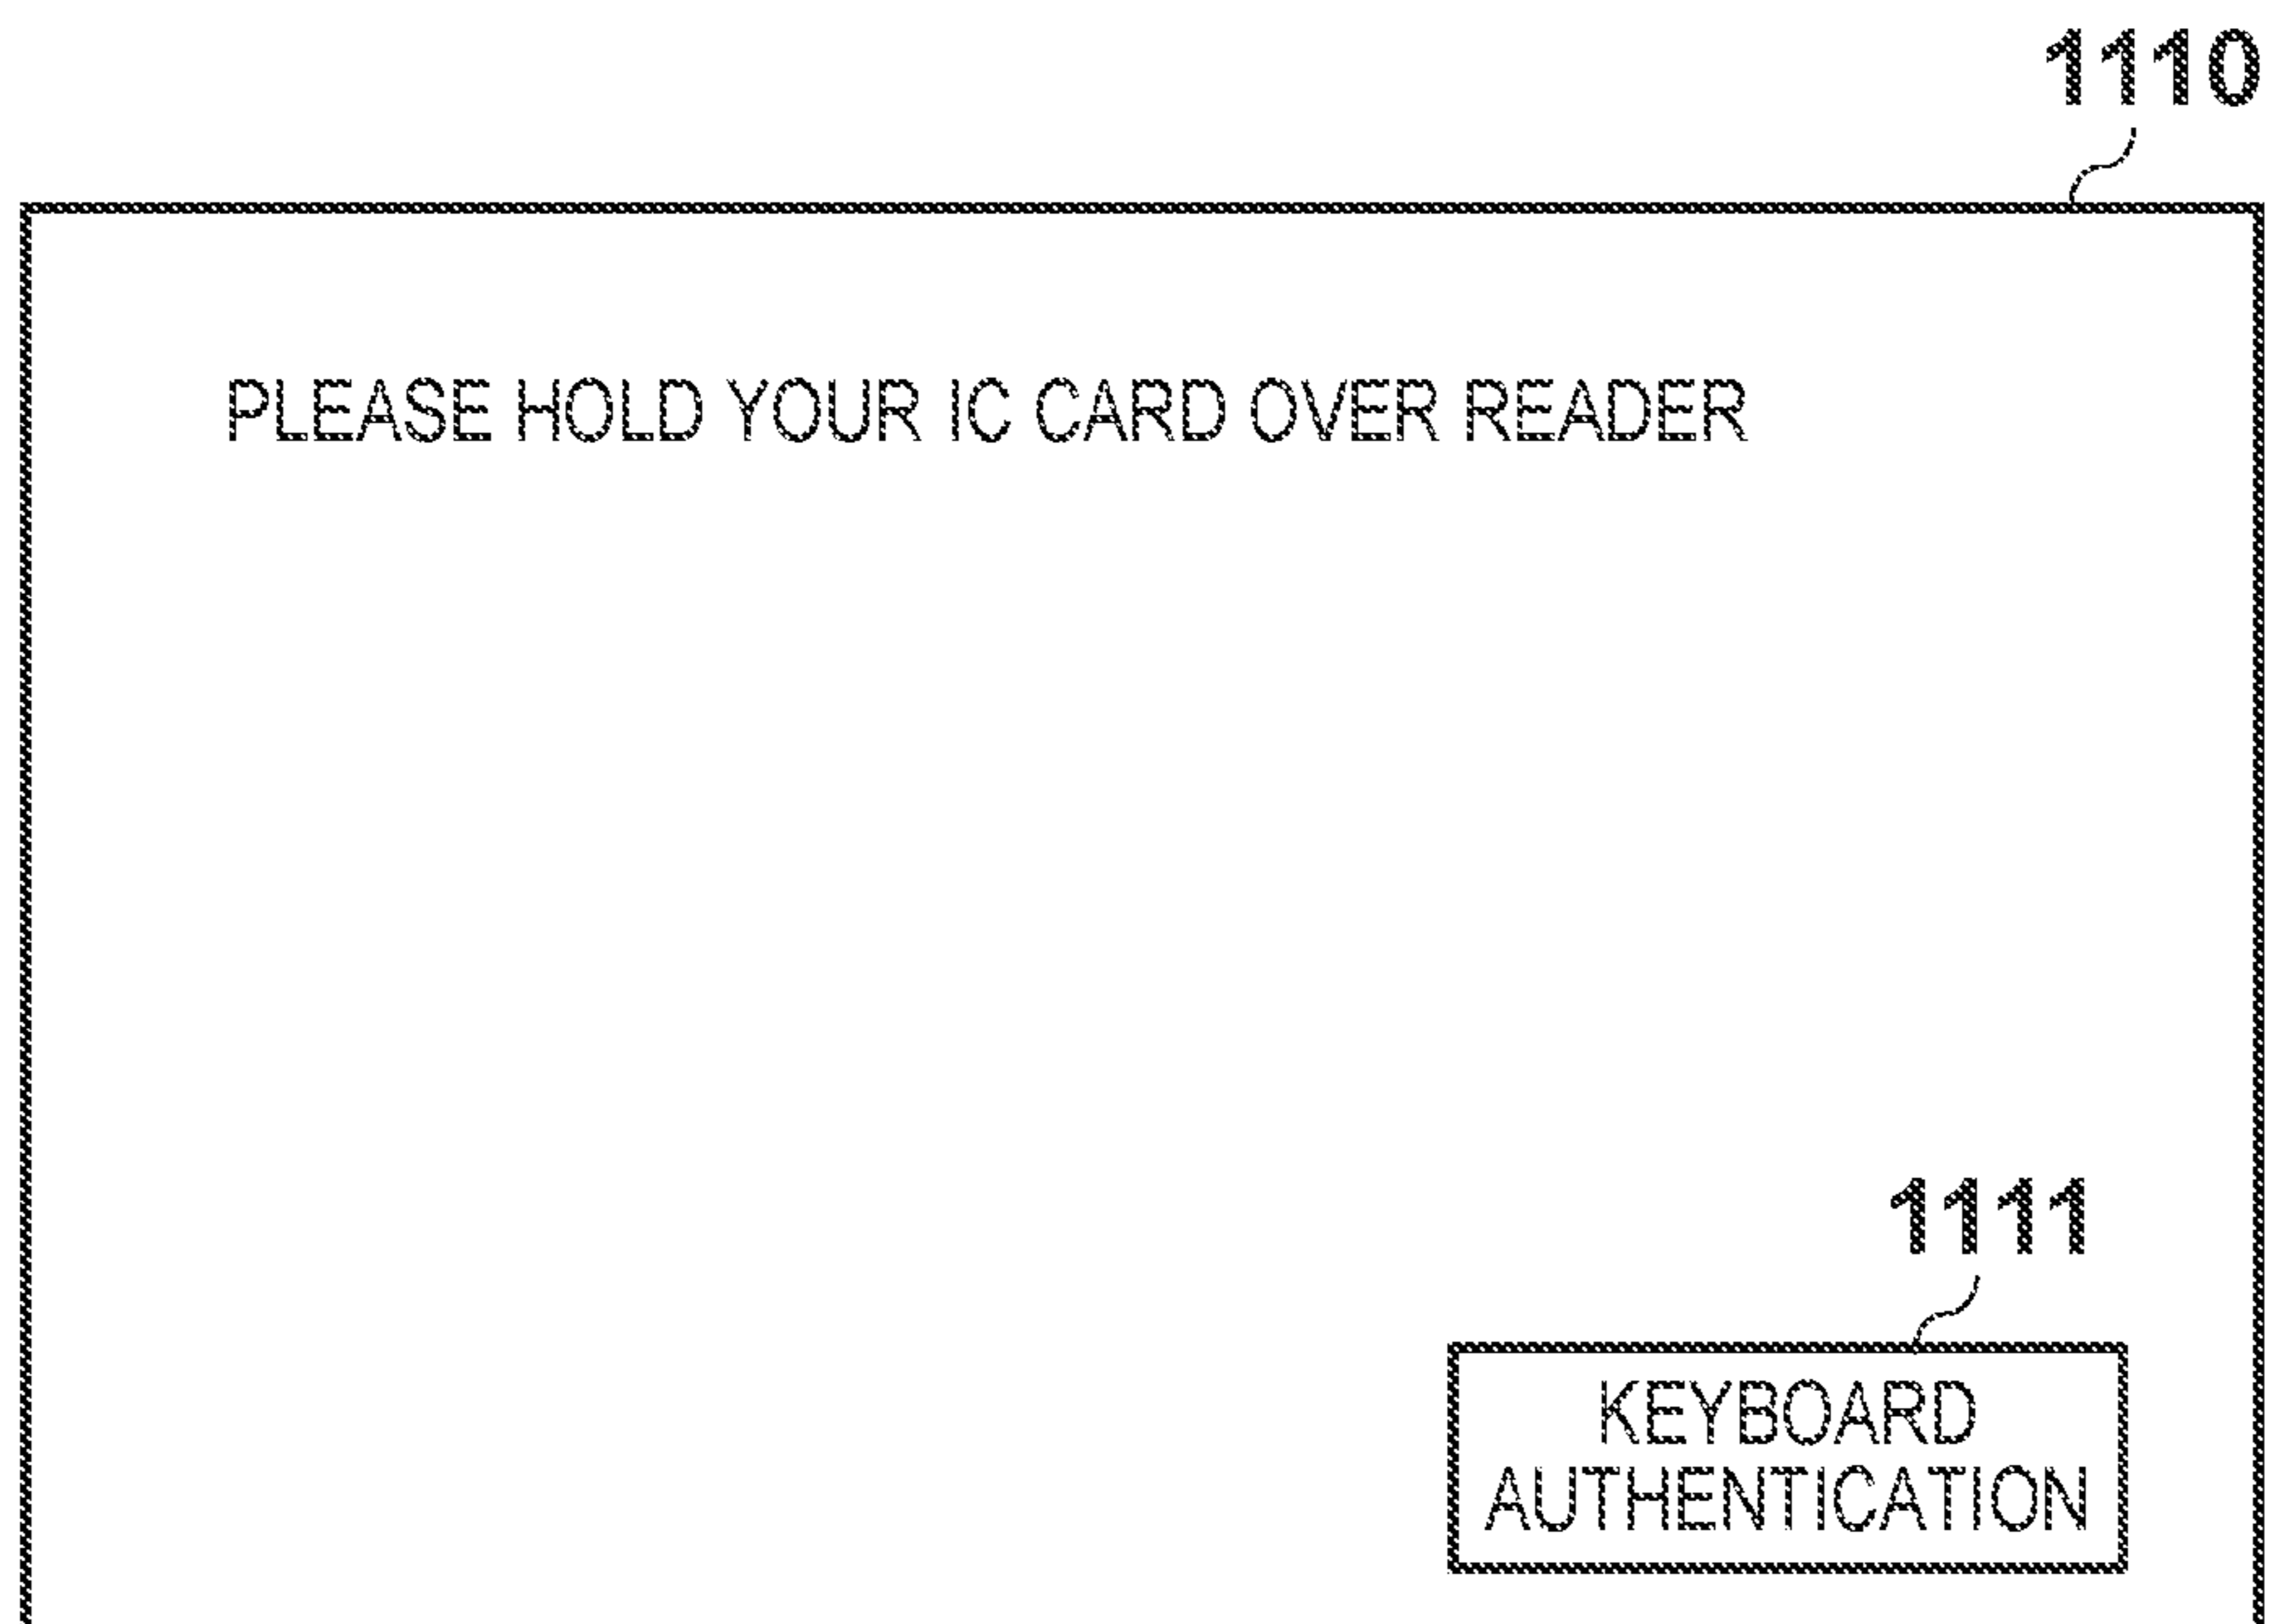 1110
PLEASE HOLD YOUR IC CARD OVER READER
1111
KEYBOARD
AUTHENTICATION